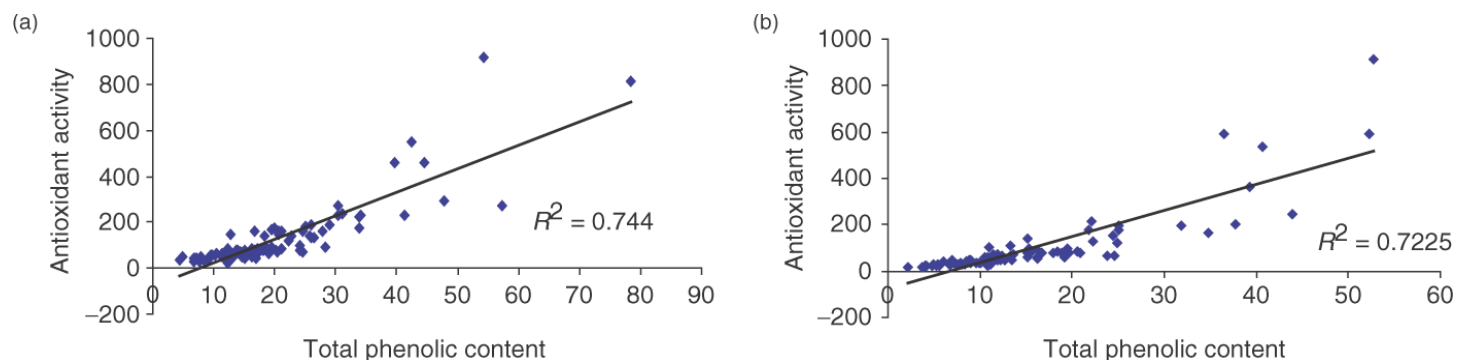 (a)
1000
800
600
400
200
0
−200
Antioxidant activity
R² = 0.744
0 10 20 30 40 50 60 70 80 90
Total phenolic content
(b)
1000
800
600
400
200
0
−200
Antioxidant activity
R² = 0.7225
0 10 20 30 40 50 60
Total phenolic content